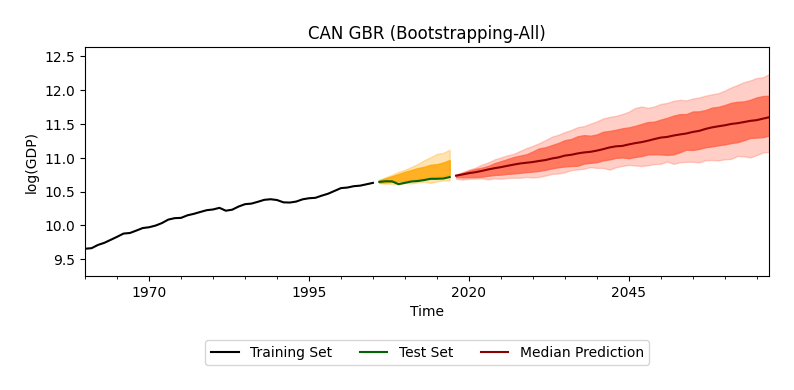 CAN GBR (Bootstrapping-All)
12.5
12.0
11.5
11.0
10.5
10.0
9.5
log(GDP)
1970 1995 2020 2045
Time
Training Set Test Set Median Prediction